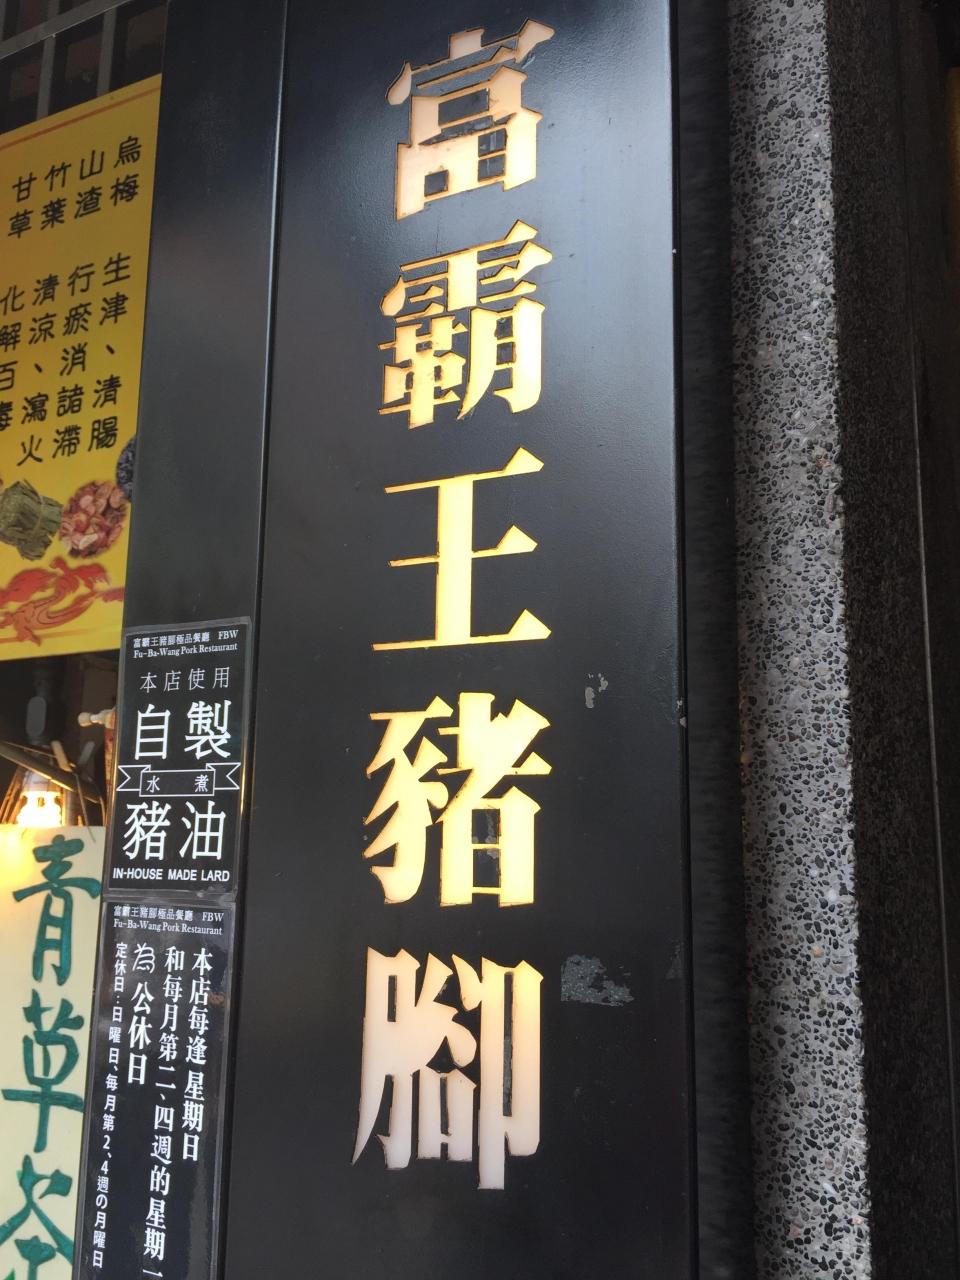 富霸王豬腳
烏梅 生津、清腸
山渣 行瘀消諸滯
竹葉 清涼、瀉火
甘草 化解百毒
富霸王豬腳極品餐廳 FBW
Fu-Ba-Wang Pork Restaurant
本店使用
自製
水煮
豬油
IN-HOUSE MADE LARD
富霸王豬腳極品餐廳 FBW
Fu-Ba-Wang Pork Restaurant
本店每逢星期日
和每月第二、四週的星期一
為公休日
定休日:日曜日、毎月第2、4週の月曜日
青草茶